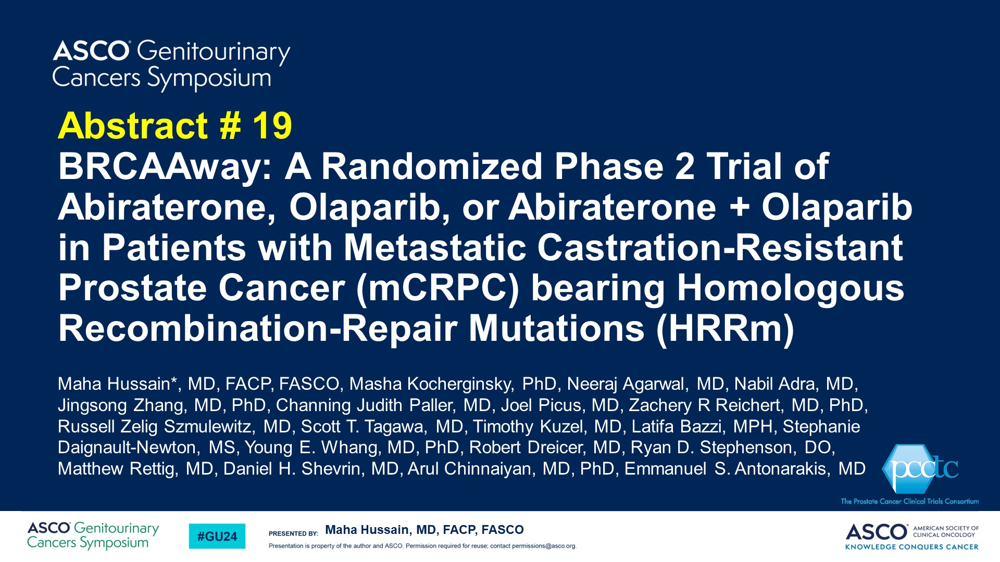 ASCO® Genitourinary
Cancers Symposium
Abstract # 19
BRCAAway: A Randomized Phase 2 Trial of
Abiraterone, Olaparib, or Abiraterone + Olaparib
in Patients with Metastatic Castration-Resistant
Prostate Cancer (mCRPC) bearing Homologous
Recombination-Repair Mutations (HRRm)
Maha Hussain*, MD, FACP, FASCO, Masha Kocherginsky, PhD, Neeraj Agarwal, MD, Nabil Adra, MD,
Jingsong Zhang, MD, PhD, Channing Judith Paller, MD, Joel Picus, MD, Zachery R Reichert, MD, PhD,
Russell Zelig Szmulewitz, MD, Scott T. Tagawa, MD, Timothy Kuzel, MD, Latifa Bazzi, MPH, Stephanie
Daignault-Newton, MS, Young E. Whang, MD, PhD, Robert Dreicer, MD, Ryan D. Stephenson, DO,
Matthew Rettig, MD, Daniel H. Shevrin, MD, Arul Chinnaiyan, MD, PhD, Emmanuel S. Antonarakis, MD
pcctc
The Prostate Cancer Clinical Trials Consortium
ASCO® Genitourinary
Cancers Symposium
#GU24
PRESENTED BY: Maha Hussain, MD, FACP, FASCO
Presentation is property of the author and ASCO. Permission required for reuse; contact permissions@asco.org.
ASCO® AMERICAN SOCIETY OF
CLINICAL ONCOLOGY
KNOWLEDGE CONQUERS CANCER